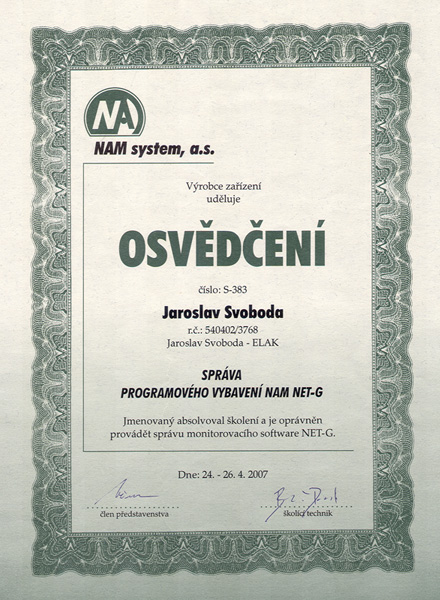 NA
NAM system, a.s.
Výrobce zařízení
uděluje
OSVĚDČENÍ
číslo: S-383
Jaroslav Svoboda
r.č.: 540402/3768
Jaroslav Svoboda - ELAK
SPRÁVA
PROGRAMOVÉHO VYBAVENÍ NAM NET-G
Jmenovaný absolvoval školení a je oprávněn
provádět správu monitorovacího software NET-G.
Dne: 24. - 26. 4. 2007
člen představenstva
školící technik